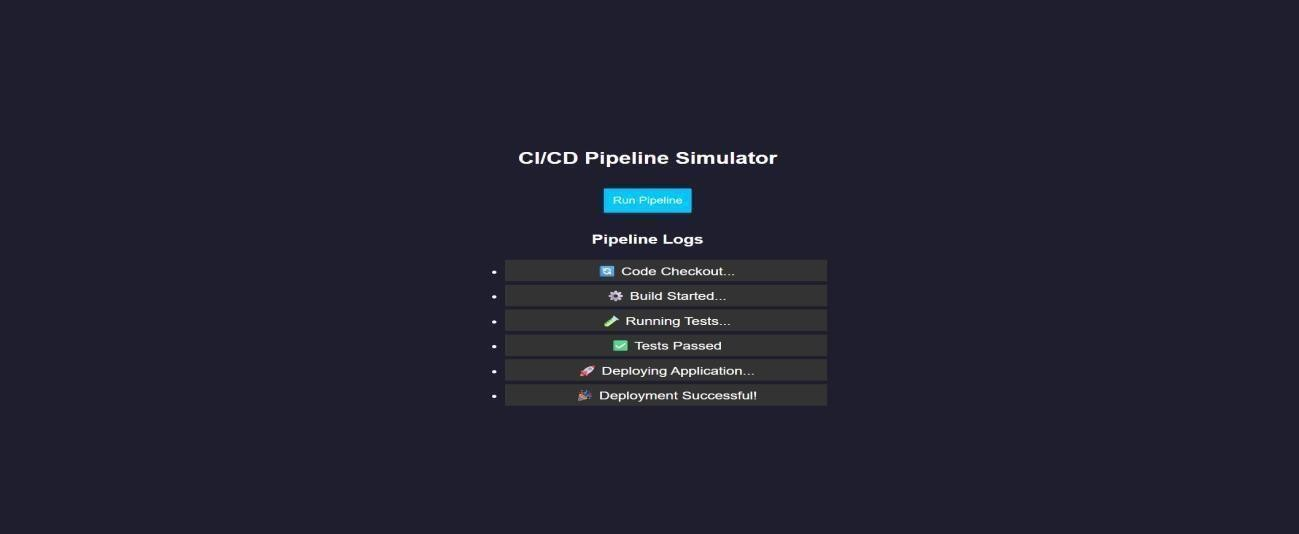 CI/CD Pipeline Simulator
Run Pipeline
Pipeline Logs
• 🔄 Code Checkout...
• ⚙️ Build Started...
• 🧪 Running Tests...
• ✅ Tests Passed
• 🚀 Deploying Application...
• 🎉 Deployment Successful!